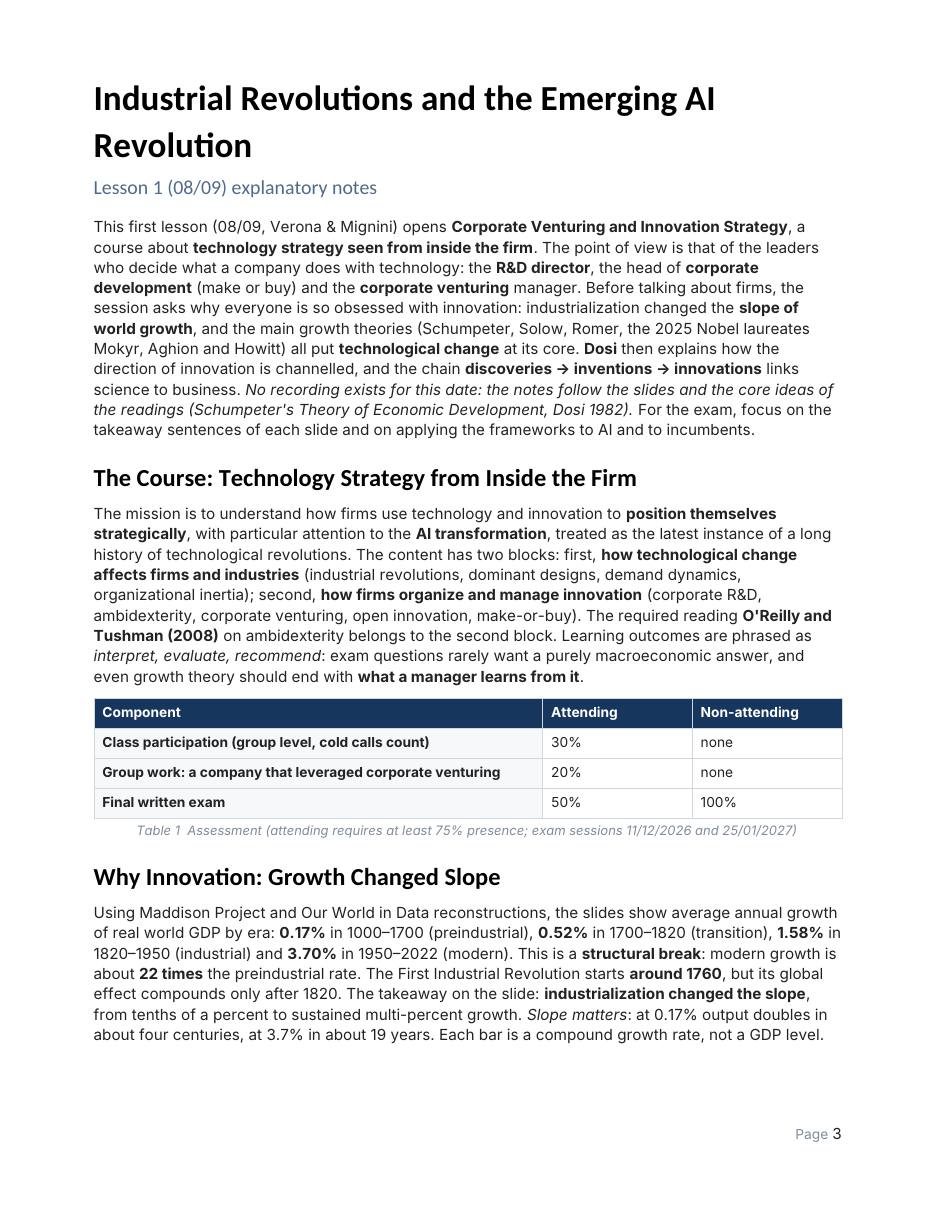 Industrial Revolutions and the Emerging AI
Revolution
Lesson 1 (08/09) explanatory notes
This first lesson (08/09, Verona & Mignini) opens Corporate Venturing and Innovation Strategy, a
course about technology strategy seen from inside the firm. The point of view is that of the leaders
who decide what a company does with technology: the R&D director, the head of corporate
development (make or buy) and the corporate venturing manager. Before talking about firms, the
session asks why everyone is so obsessed with innovation: industrialization changed the slope of
world growth, and the main growth theories (Schumpeter, Solow, Romer, the 2025 Nobel laureates
Mokyr, Aghion and Howitt) all put technological change at its core. Dosi then explains how the
direction of innovation is channelled, and the chain discoveries → inventions → innovations links
science to business. No recording exists for this date: the notes follow the slides and the core ideas of
the readings (Schumpeter's Theory of Economic Development, Dosi 1982). For the exam, focus on the
takeaway sentences of each slide and on applying the frameworks to AI and to incumbents.
The Course: Technology Strategy from Inside the Firm
The mission is to understand how firms use technology and innovation to position themselves
strategically, with particular attention to the AI transformation, treated as the latest instance of a long
history of technological revolutions. The content has two blocks: first, how technological change
affects firms and industries (industrial revolutions, dominant designs, demand dynamics,
organizational inertia); second, how firms organize and manage innovation (corporate R&D,
ambidexterity, corporate venturing, open innovation, make-or-buy). The required reading O'Reilly and
Tushman (2008) on ambidexterity belongs to the second block. Learning outcomes are phrased as
interpret, evaluate, recommend: exam questions rarely want a purely macroeconomic answer, and
even growth theory should end with what a manager learns from it.
Component Attending Non-attending
Class participation (group level, cold calls count) 30% none
Group work: a company that leveraged corporate venturing 20% none
Final written exam 50% 100%
Table 1 Assessment (attending requires at least 75% presence; exam sessions 11/12/2026 and 25/01/2027)
Why Innovation: Growth Changed Slope
Using Maddison Project and Our World in Data reconstructions, the slides show average annual growth
of real world GDP by era: 0.17% in 1000–1700 (preindustrial), 0.52% in 1700–1820 (transition), 1.58% in
1820–1950 (industrial) and 3.70% in 1950–2022 (modern). This is a structural break: modern growth is
about 22 times the preindustrial rate. The First Industrial Revolution starts around 1760, but its global
effect compounds only after 1820. The takeaway on the slide: industrialization changed the slope,
from tenths of a percent to sustained multi-percent growth. Slope matters: at 0.17% output doubles in
about four centuries, at 3.7% in about 19 years. Each bar is a compound growth rate, not a GDP level.
Page 3